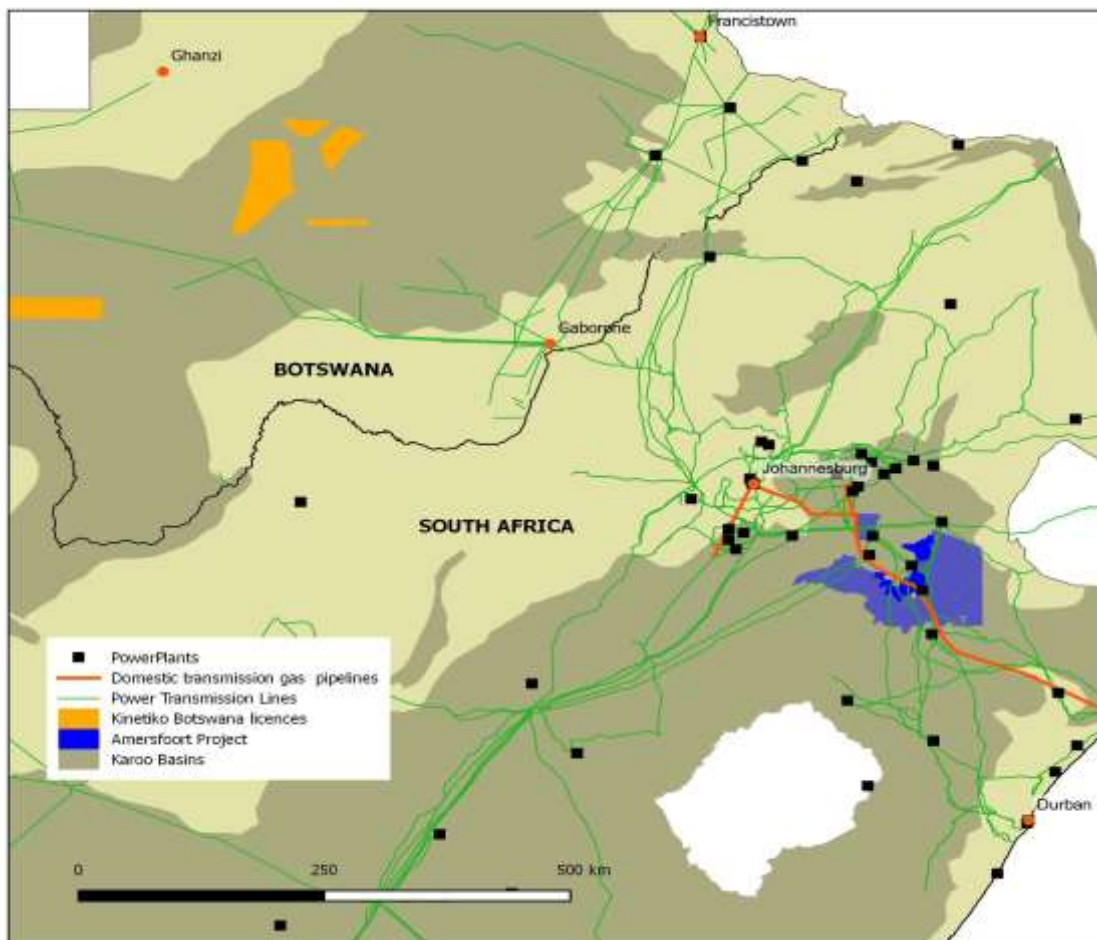 Francistown
Ghanzi
Gaborone
BOTSWANA
Johannesburg
SOUTH AFRICA
PowerPlants
Domestic transmission gas pipelines
Power Transmission Lines
Kinetiko Botswana licences
Amersfoort Project
Karoo Basins
Durban
0 250 500 km